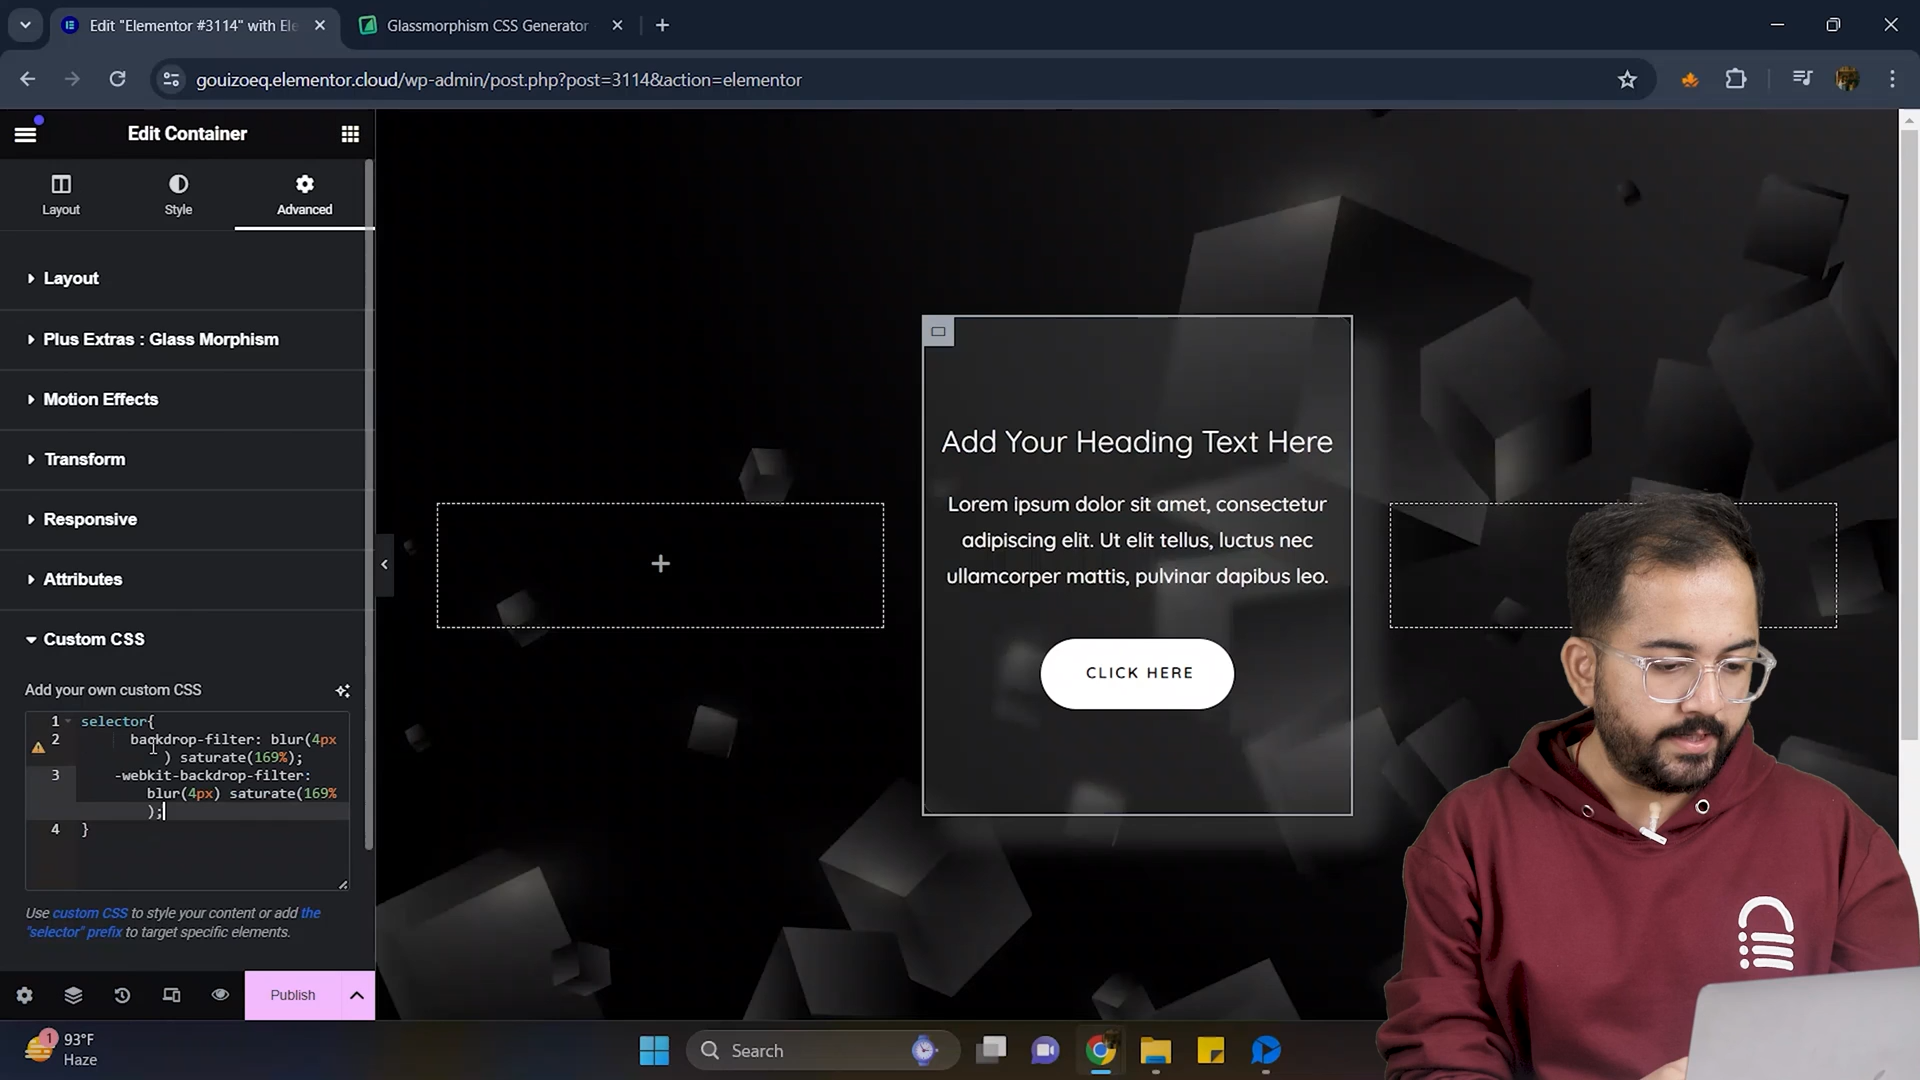 Edit "Elementor #3114" with Ele
Glassmorphism CSS Generator
gouizoeq.elementor.cloud/wp-admin/post.php?post=3114&action=elementor
Edit Container
Layout
Style
Advanced
Layout
Plus Extras : Glass Morphism
Motion Effects
Transform
Responsive
Attributes
Custom CSS
Add your own custom CSS
1 selector{
2 backdrop-filter: blur(4px
) saturate(169%);
3 -webkit-backdrop-filter:
blur(4px) saturate(169%
);
4 }
Use custom CSS to style your content or add the
"selector" prefix to target specific elements.
Publish
Add Your Heading Text Here
Lorem ipsum dolor sit amet, consectetur
adipiscing elit. Ut elit tellus, luctus nec
ullamcorper mattis, pulvinar dapibus leo.
CLICK HERE
1
93°F
Haze
Search